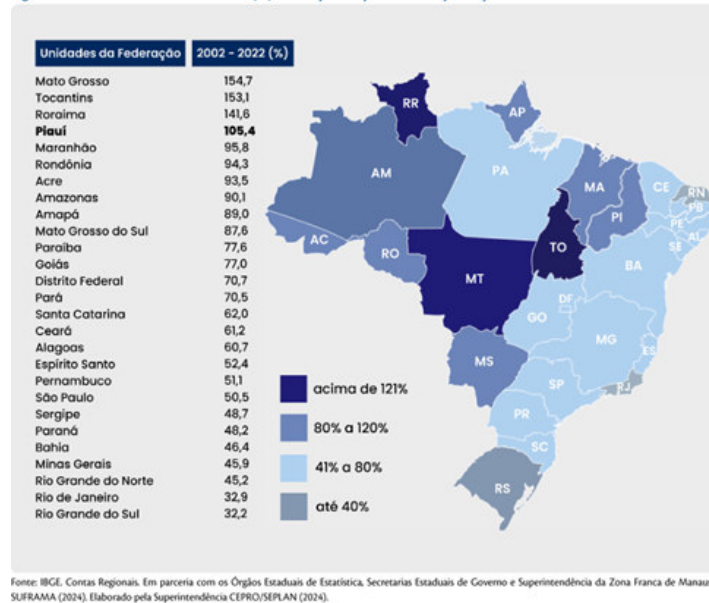 Unidades da Federação 2002 - 2022 (%)
Mato Grosso 154,7
Tocantins 153,1
Roraima 141,6
Piauí 105,4
Maranhão 95,8
Rondônia 94,3
Acre 93,5
Amazonas 90,1
Amapá 89,0
Mato Grosso do Sul 87,6
Paraíba 77,6
Goiás 77,0
Distrito Federal 70,7
Pará 70,5
Santa Catarina 62,0
Ceará 61,2
Alagoas 60,7
Espírito Santo 52,4
Pernambuco 51,1
São Paulo 50,5
Sergipe 48,7
Paraná 48,2
Bahia 46,4
Minas Gerais 45,9
Rio Grande do Norte 45,2
Rio de Janeiro 32,9
Rio Grande do Sul 32,2
RR
AP
AM
PA
MA
CE
RN
PB
PI
PE
AL
SE
AC
RO
TO
BA
MT
DF
GO
MG
ES
MS
SP
RJ
PR
SC
RS
acima de 121%
80% a 120%
41% a 80%
até 40%
Fonte: IBGE. Contas Regionais. Em parceria com os Órgãos Estaduais de Estatística, Secretarias Estaduais de Governo e Superintendência da Zona Franca de Manaus
SUFRAMA (2024). Elaborado pela Superintendência CEPRO/SEPLAN (2024).